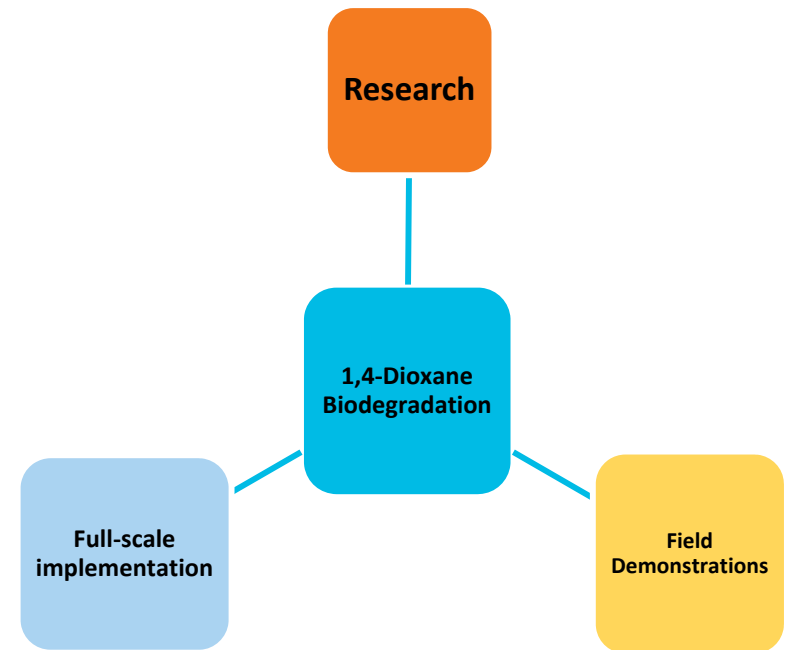 Research
1,4-Dioxane
Biodegradation
Full-scale
implementation
Field
Demonstrations